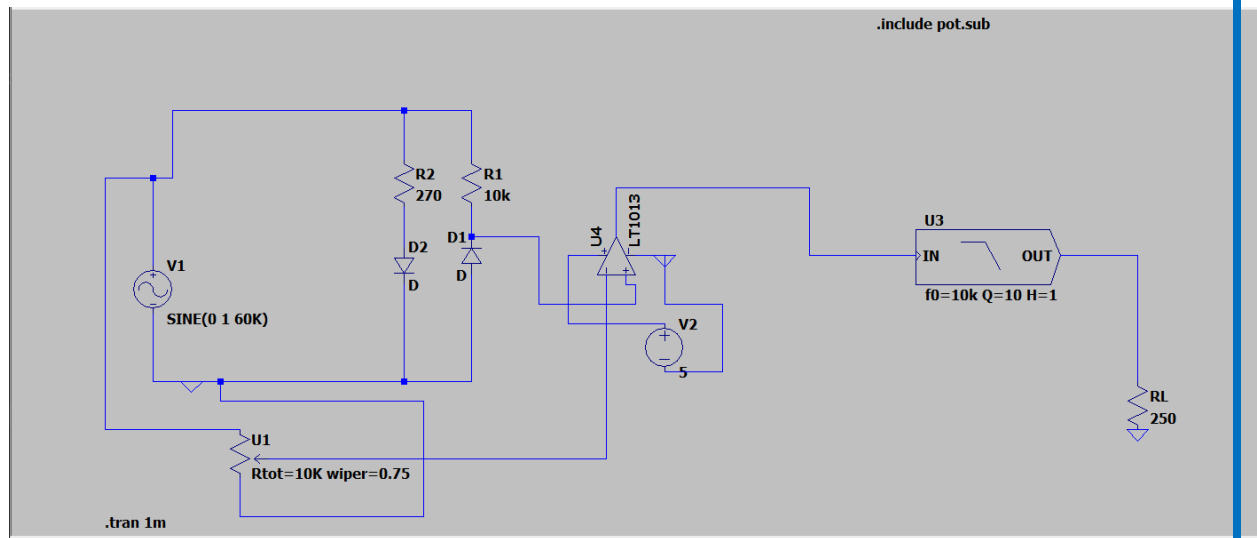 .include pot.sub
R2
270
R1
10k
D2
D
D1
D
V1
SINE(0 1 60K)
U4
LT1013
V2
5
U3
IN
OUT
f0=10k Q=10 H=1
RL
250
U1
Rtot=10K wiper=0.75
.tran 1m